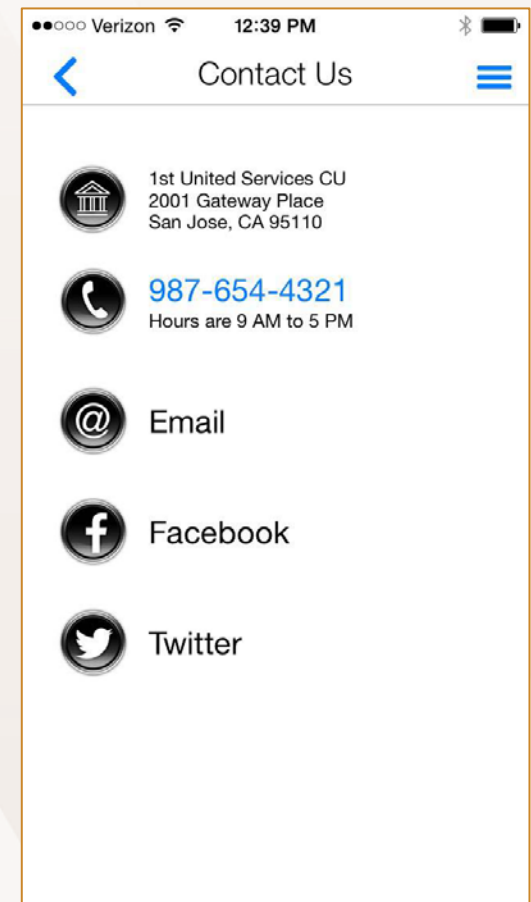 Verizon 12:39 PM
Contact Us
1st United Services CU
2001 Gateway Place
San Jose, CA 95110
987-654-4321
Hours are 9 AM to 5 PM
@ Email
f Facebook
Twitter